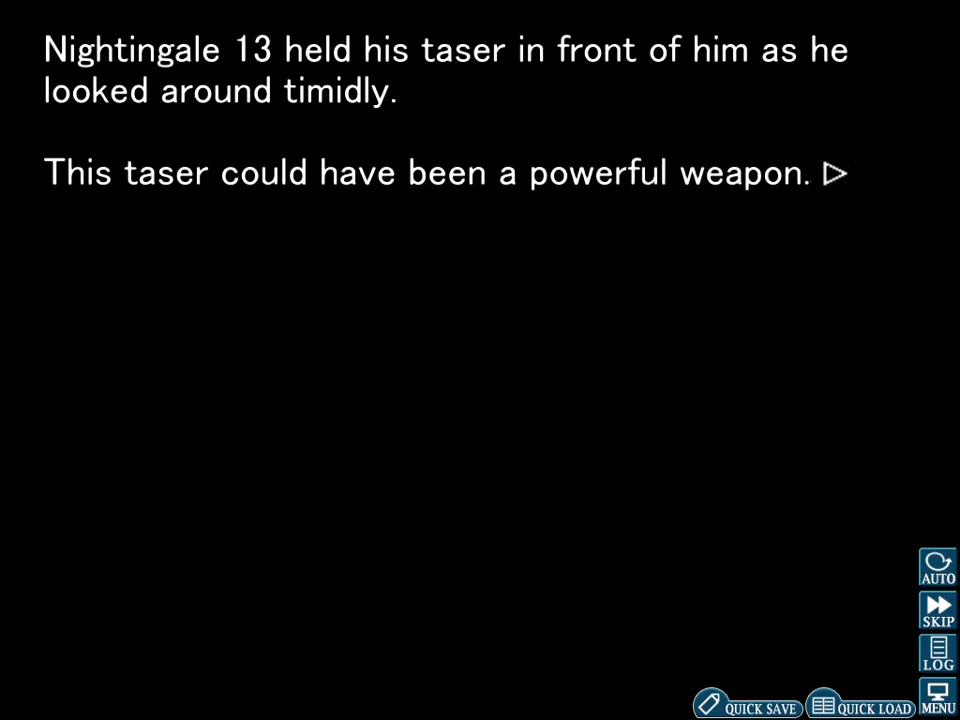 Nightingale 13 held his taser in front of him as he
looked around timidly.
This taser could have been a powerful weapon.
AUTO
SKIP
LOG
QUICK SAVE
QUICK LOAD
MENU